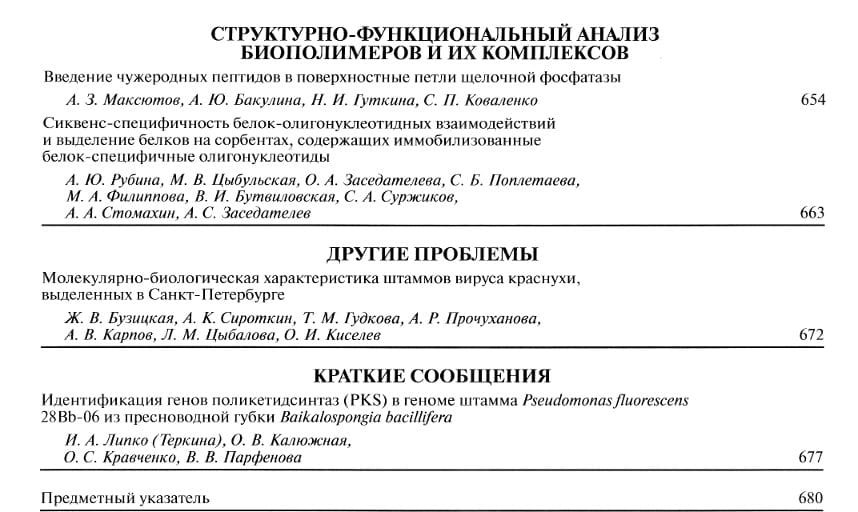 СТРУКТУРНО-ФУНКЦИОНАЛЬНЫЙ АНАЛИЗ
БИОПОЛИМЕРОВ И ИХ КОМПЛЕКСОВ
Введение чужеродных пептидов в поверхностные петли щелочной фосфатазы
А. З. Максютов, А. Ю. Бакулина, Н. И. Гуткина, С. П. Коваленко 654
Сиквенс-специфичность белок-олигонуклеотидных взаимодействий
и выделение белков на сорбентах, содержащих иммобилизованные
белок-специфичные олигонуклеотиды
А. Ю. Рубина, М. В. Цыбульская, О. А. Заседателева, С. Б. Поплетаева,
М. А. Филиппова, В. И. Бутвиловская, С. А. Суржиков,
А. А. Стомахин, А. С. Заседателев 663
ДРУГИЕ ПРОБЛЕМЫ
Молекулярно-биологическая характеристика штаммов вируса краснухи,
выделенных в Санкт-Петербурге
Ж. В. Бузицкая, А. К. Сироткин, Т. М. Гудкова, А. Р. Прочуханова,
А. В. Карпов, Л. М. Цыбалова, О. И. Киселев 672
КРАТКИЕ СООБЩЕНИЯ
Идентификация генов поликетидсинтаз (PKS) в геноме штамма Pseudomonas fluorescens
28Bb-06 из пресноводной губки Baikalospongia bacillifera
И. А. Липко (Теркина), О. В. Калюжная,
О. С. Кравченко, В. В. Парфенова 677
Предметный указатель 680